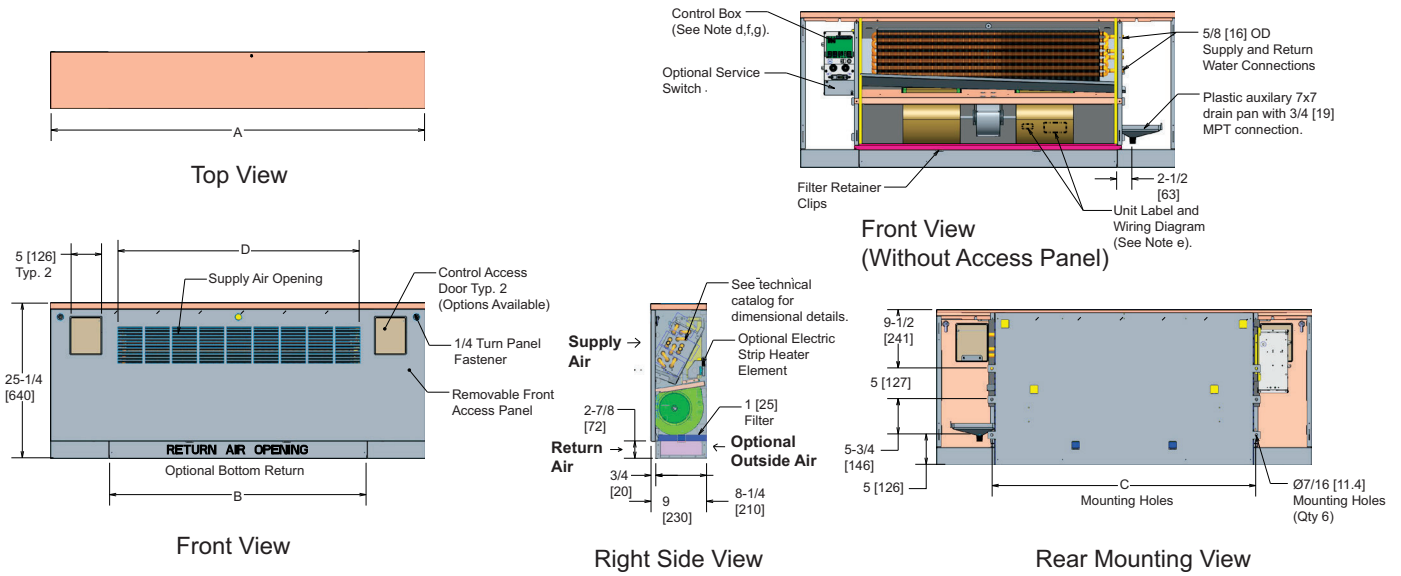 A
Top View
Control Box
(See Note d,f,g).
Optional Service
Switch .
5/8 [16] OD
Supply and Return
Water Connections
Plastic auxilary 7x7
drain pan with 3/4 [19]
MPT connection.
2-1/2
[63]
Filter Retainer
Clips
Unit Label and
Wiring Diagram
(See Note e).
Front View
(Without Access Panel)
5 [126]
Typ. 2
D
Supply Air Opening
Control Access
Door Typ. 2
(Options Available)
1/4 Turn Panel
Fastener
Removable Front
Access Panel
25-1/4
[640]
RETURN AIR OPENING
Optional Bottom Return
B
Front View
See technical
catalog for
dimensional details.
Supply
Air
Optional Electric
Strip Heater
Element
2-7/8
[72]
1 [25]
Filter
Return
Air
Optional
Outside Air
3/4
[20]
9
[230]
8-1/4
[210]
Right Side View
9-1/2
[241]
5 [127]
5-3/4
[146]
5 [126]
C
Mounting Holes
Ø7/16 [11.4]
Mounting Holes
(Qty 6)
Rear Mounting View